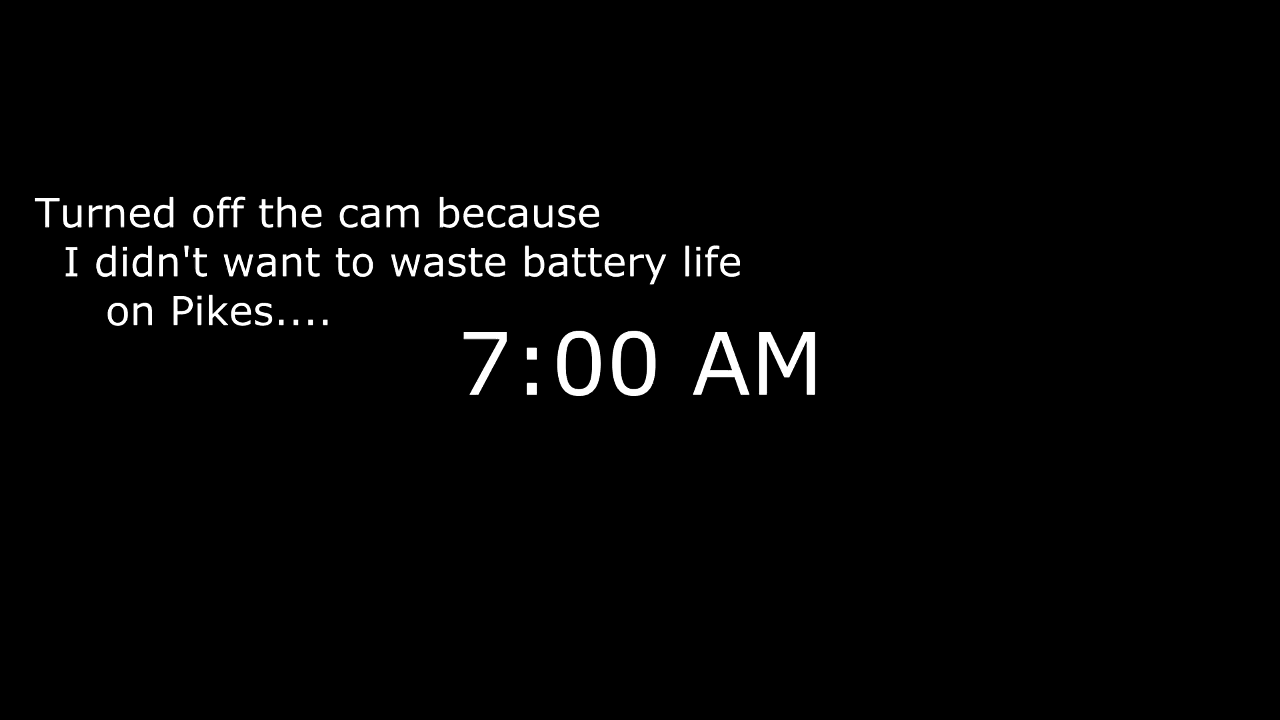 Turned off the cam because
I didn't want to waste battery life
on Pikes....
7:00 AM